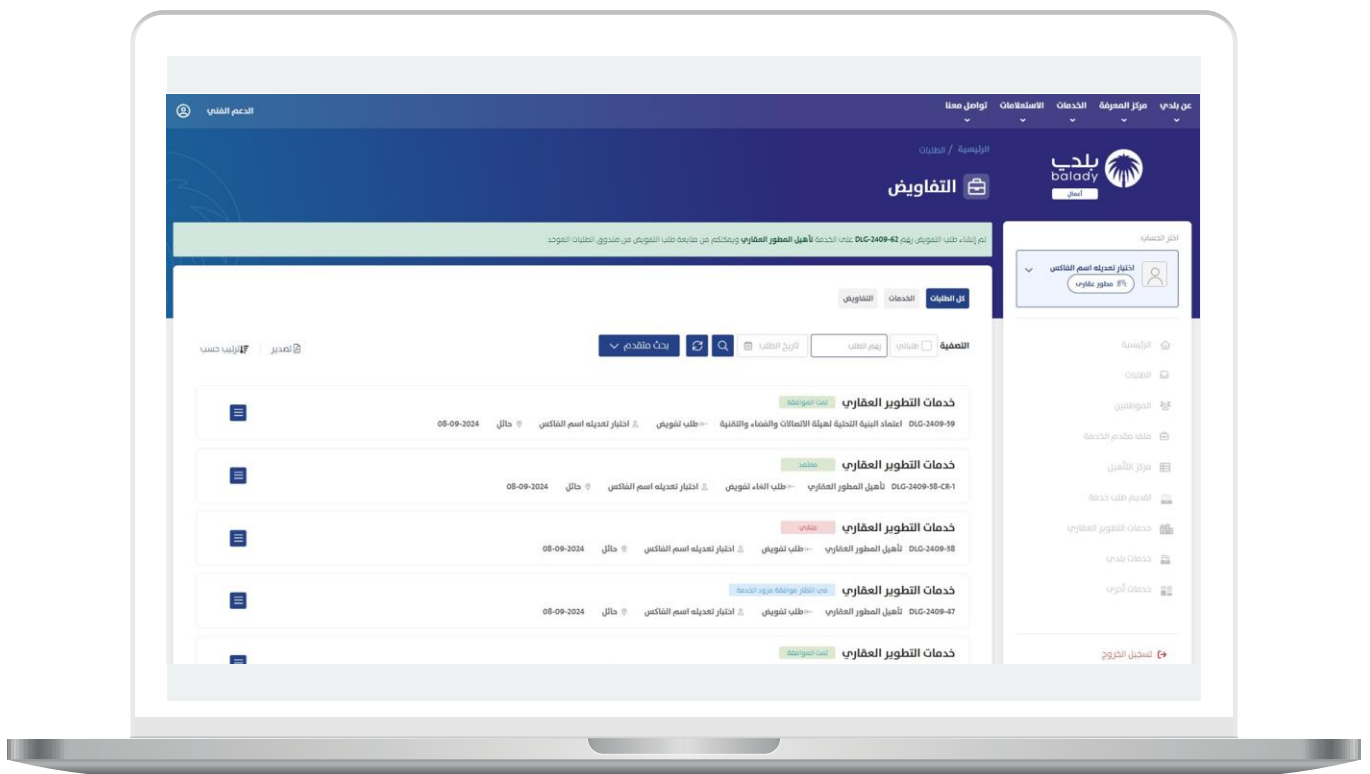 عن بلدي مركز المعرفة الخدمات الاستعلامات تواصل معنا الدعم الفني
بلدي
balady
أعمال
الرئيسية / الطلبات
التفاويض
تم إنشاء طلب التفويض رقم DLG-2409-62 على الخدمة تأهيل المطور العقاري ويمكنكم من متابعة طلب التفويض من صندوق الطلبات الموحد
اختر الحساب:
اختبار تعديله اسم الفاكس
مطور عقاري
الرئيسية
الطلبات
الموظفين
ملف مقدم الخدمة
مركز التأهيل
تقديم طلب خدمة
خدمات التطوير العقاري
خدمات بلدي
خدمات أخرى
تسجيل الخروج
كل الطلبات الخدمات التفاويض
التصفية طلباتي رقم الطلب تاريخ الطلب بحث متقدم تصدير ترتيب حسب
خدمات التطوير العقاري تمت الموافقة
DLG-2409-59 اعتماد البنية التحتية لهيئة الاتصالات والفضاء والتقنية طلب تفويض اختبار تعديله اسم الفاكس حائل 08-09-2024
خدمات التطوير العقاري معتمد
DLG-2409-58-CR-1 تأهيل المطور العقاري طلب الغاء تفويض اختبار تعديله اسم الفاكس حائل 08-09-2024
خدمات التطوير العقاري ملغي
DLG-2409-58 تأهيل المطور العقاري طلب تفويض اختبار تعديله اسم الفاكس حائل 08-09-2024
خدمات التطوير العقاري في انتظار موافقة مزود الخدمة
DLG-2409-47 تأهيل المطور العقاري طلب تفويض اختبار تعديله اسم الفاكس حائل 08-09-2024
خدمات التطوير العقاري تمت الموافقة